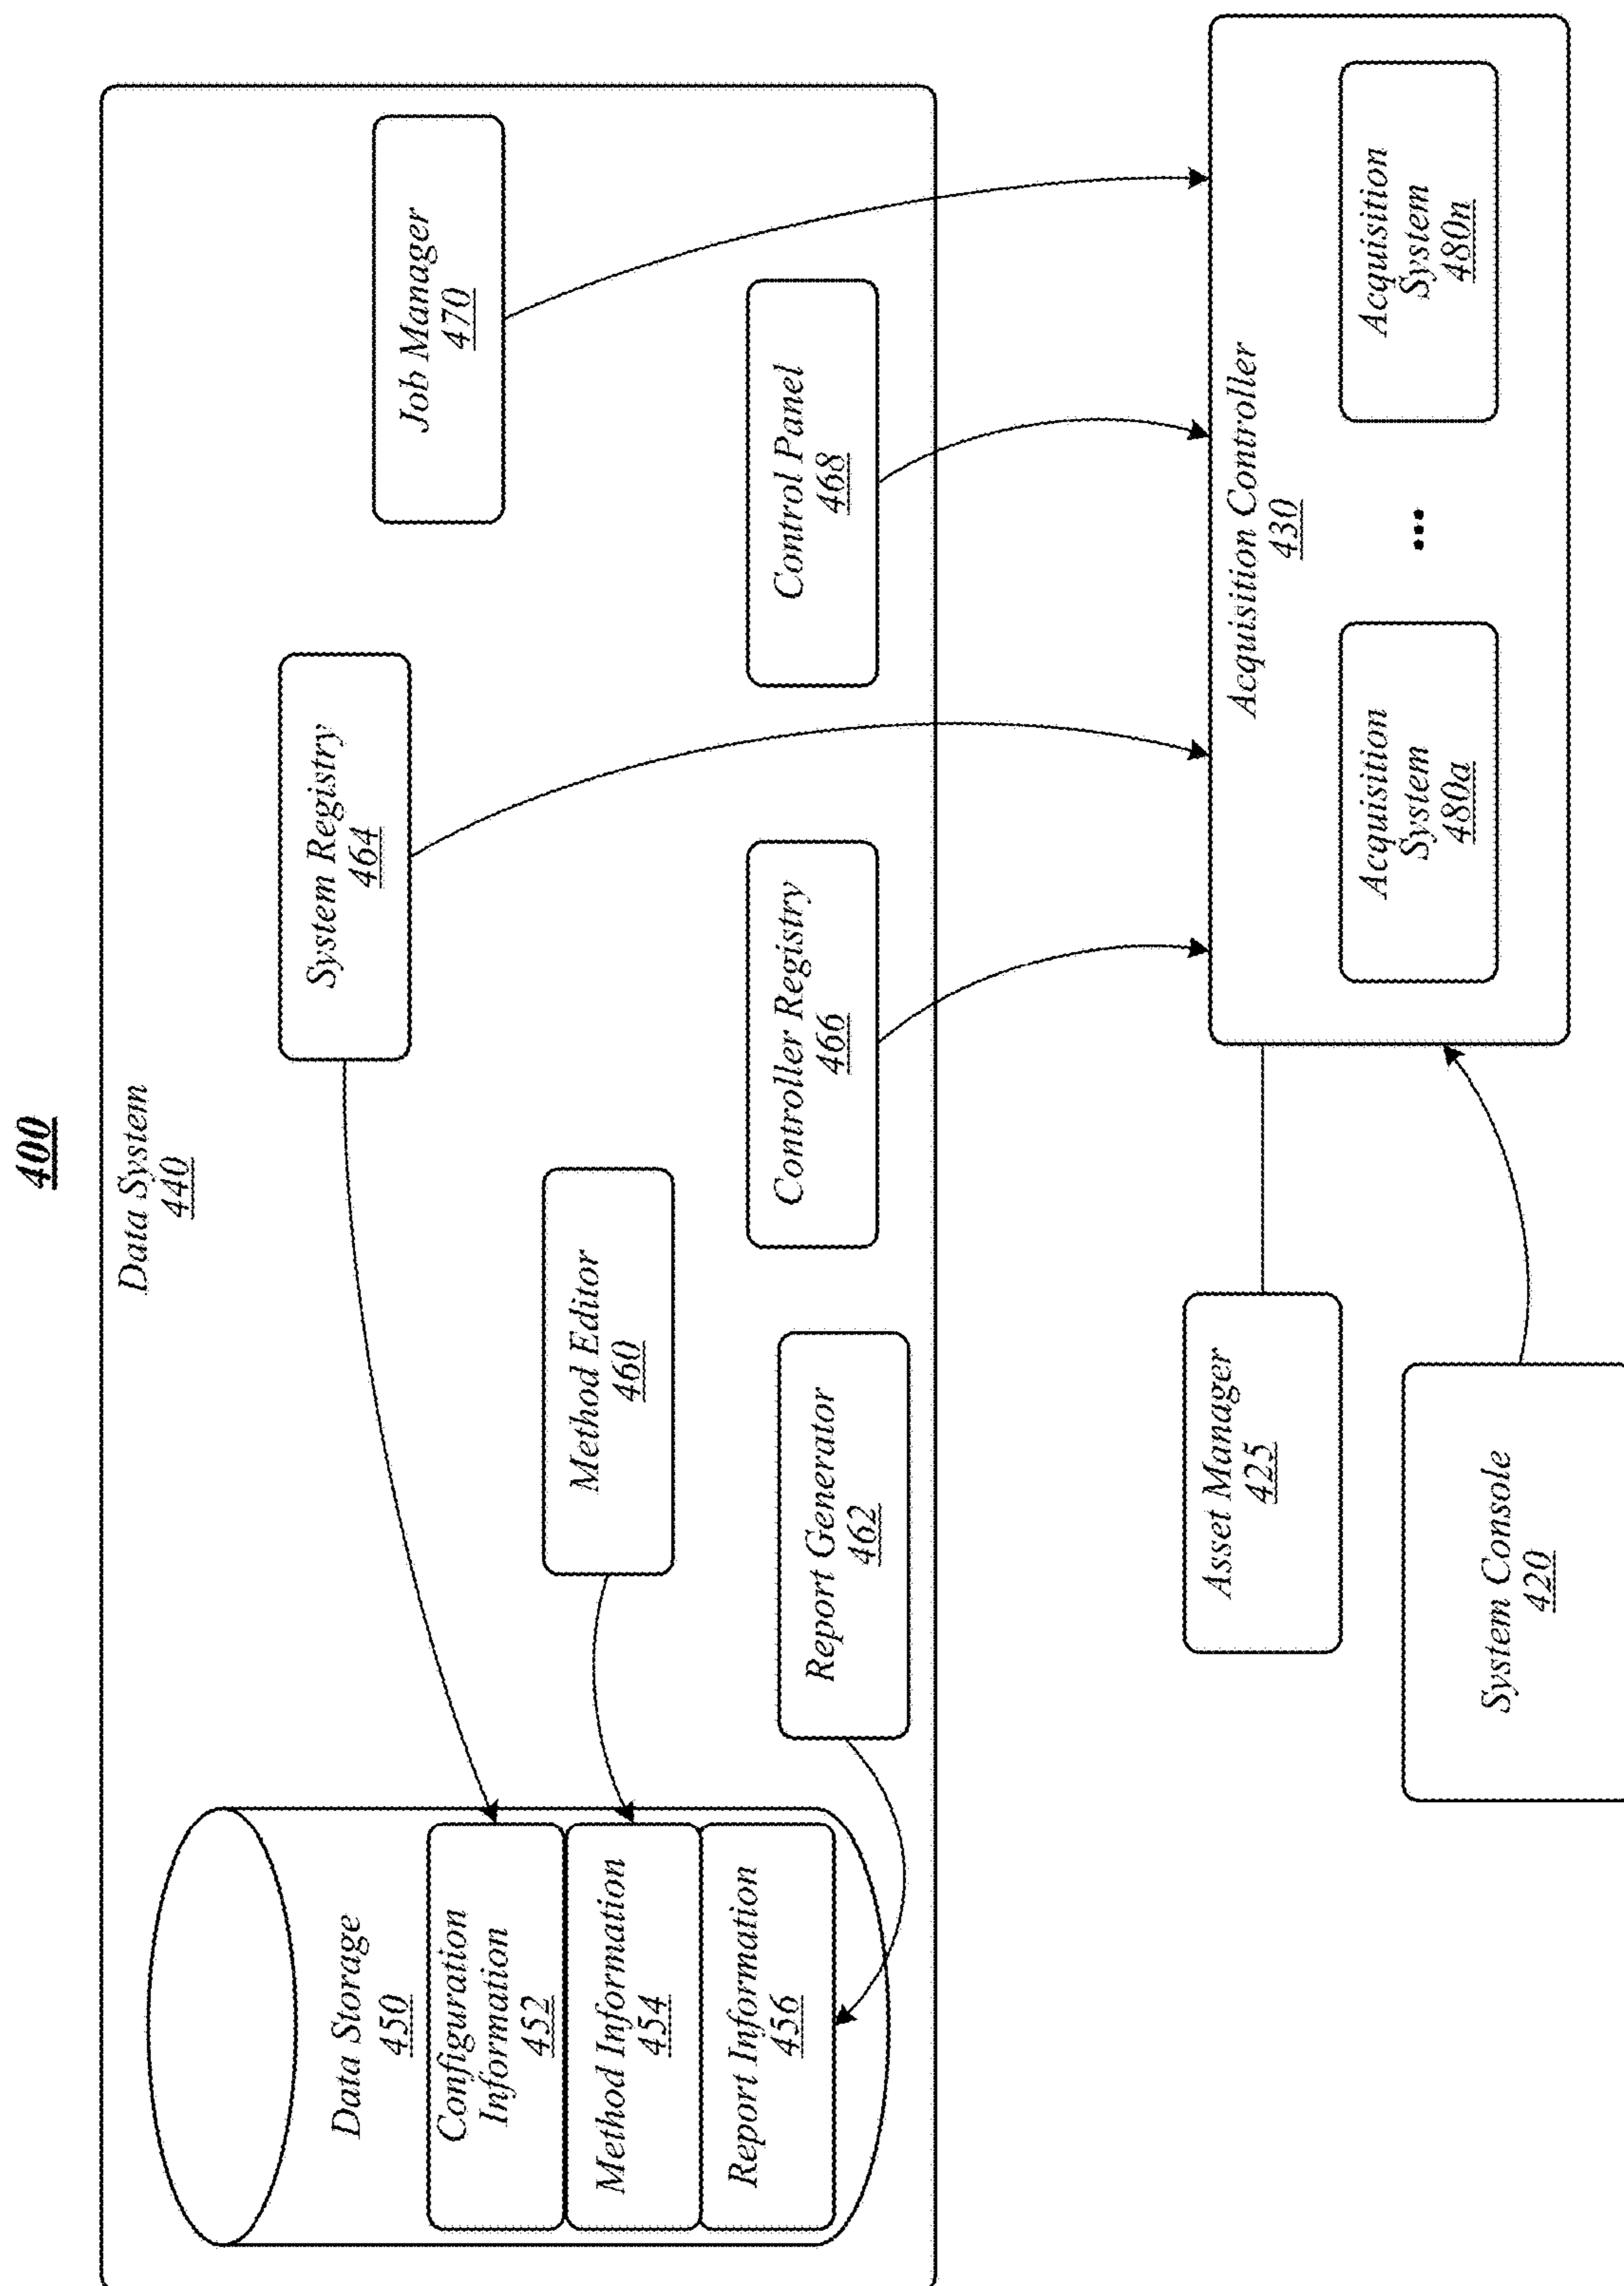 400
Data System
440
Data Storage
450
Configuration
Information
452
Method Information
454
Report Information
456
System Registry
464
Job Manager
470
Method Editor
460
Report Generator
462
Controller Registry
466
Control Panel
468
Asset Manager
425
System Console
420
Acquisition Controller
430
Acquisition
System
480a
...
Acquisition
System
480n